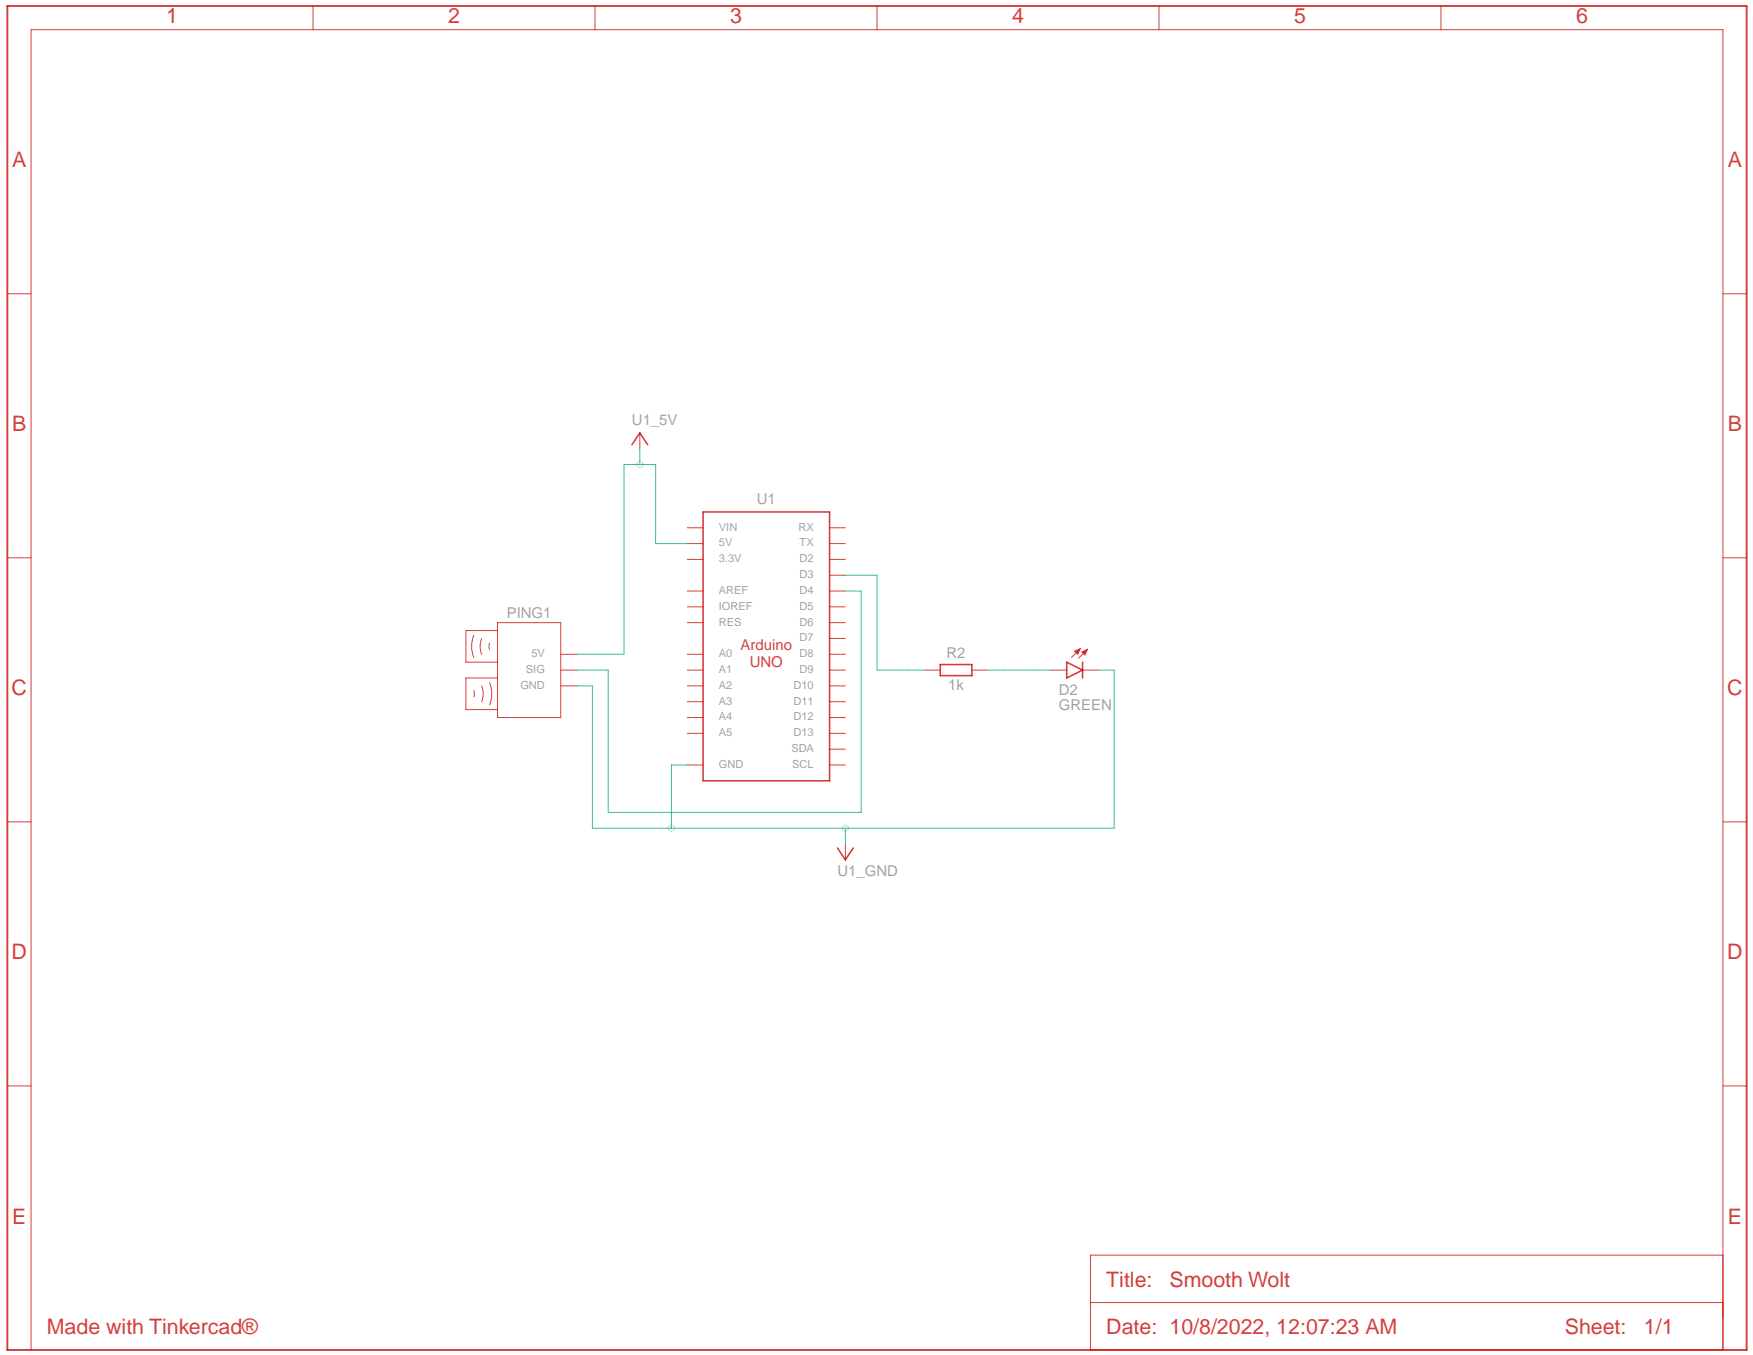 1 2 3 4 5 6
A A
B B
U1_5V
U1
VIN RX
5V TX
3.3V D2
D3
AREF D4
IOREF D5
RES D6
D7
A0 D8
A1 D9
A2 D10
A3 D11
A4 D12
A5 D13
SDA
GND SCL
Arduino
UNO
PING1
5V
SIG
GND
R2
1k
D2
GREEN
C C
U1_GND
D D
E E
Title: Smooth Wolt
Made with Tinkercad®
Date: 10/8/2022, 12:07:23 AM Sheet: 1/1